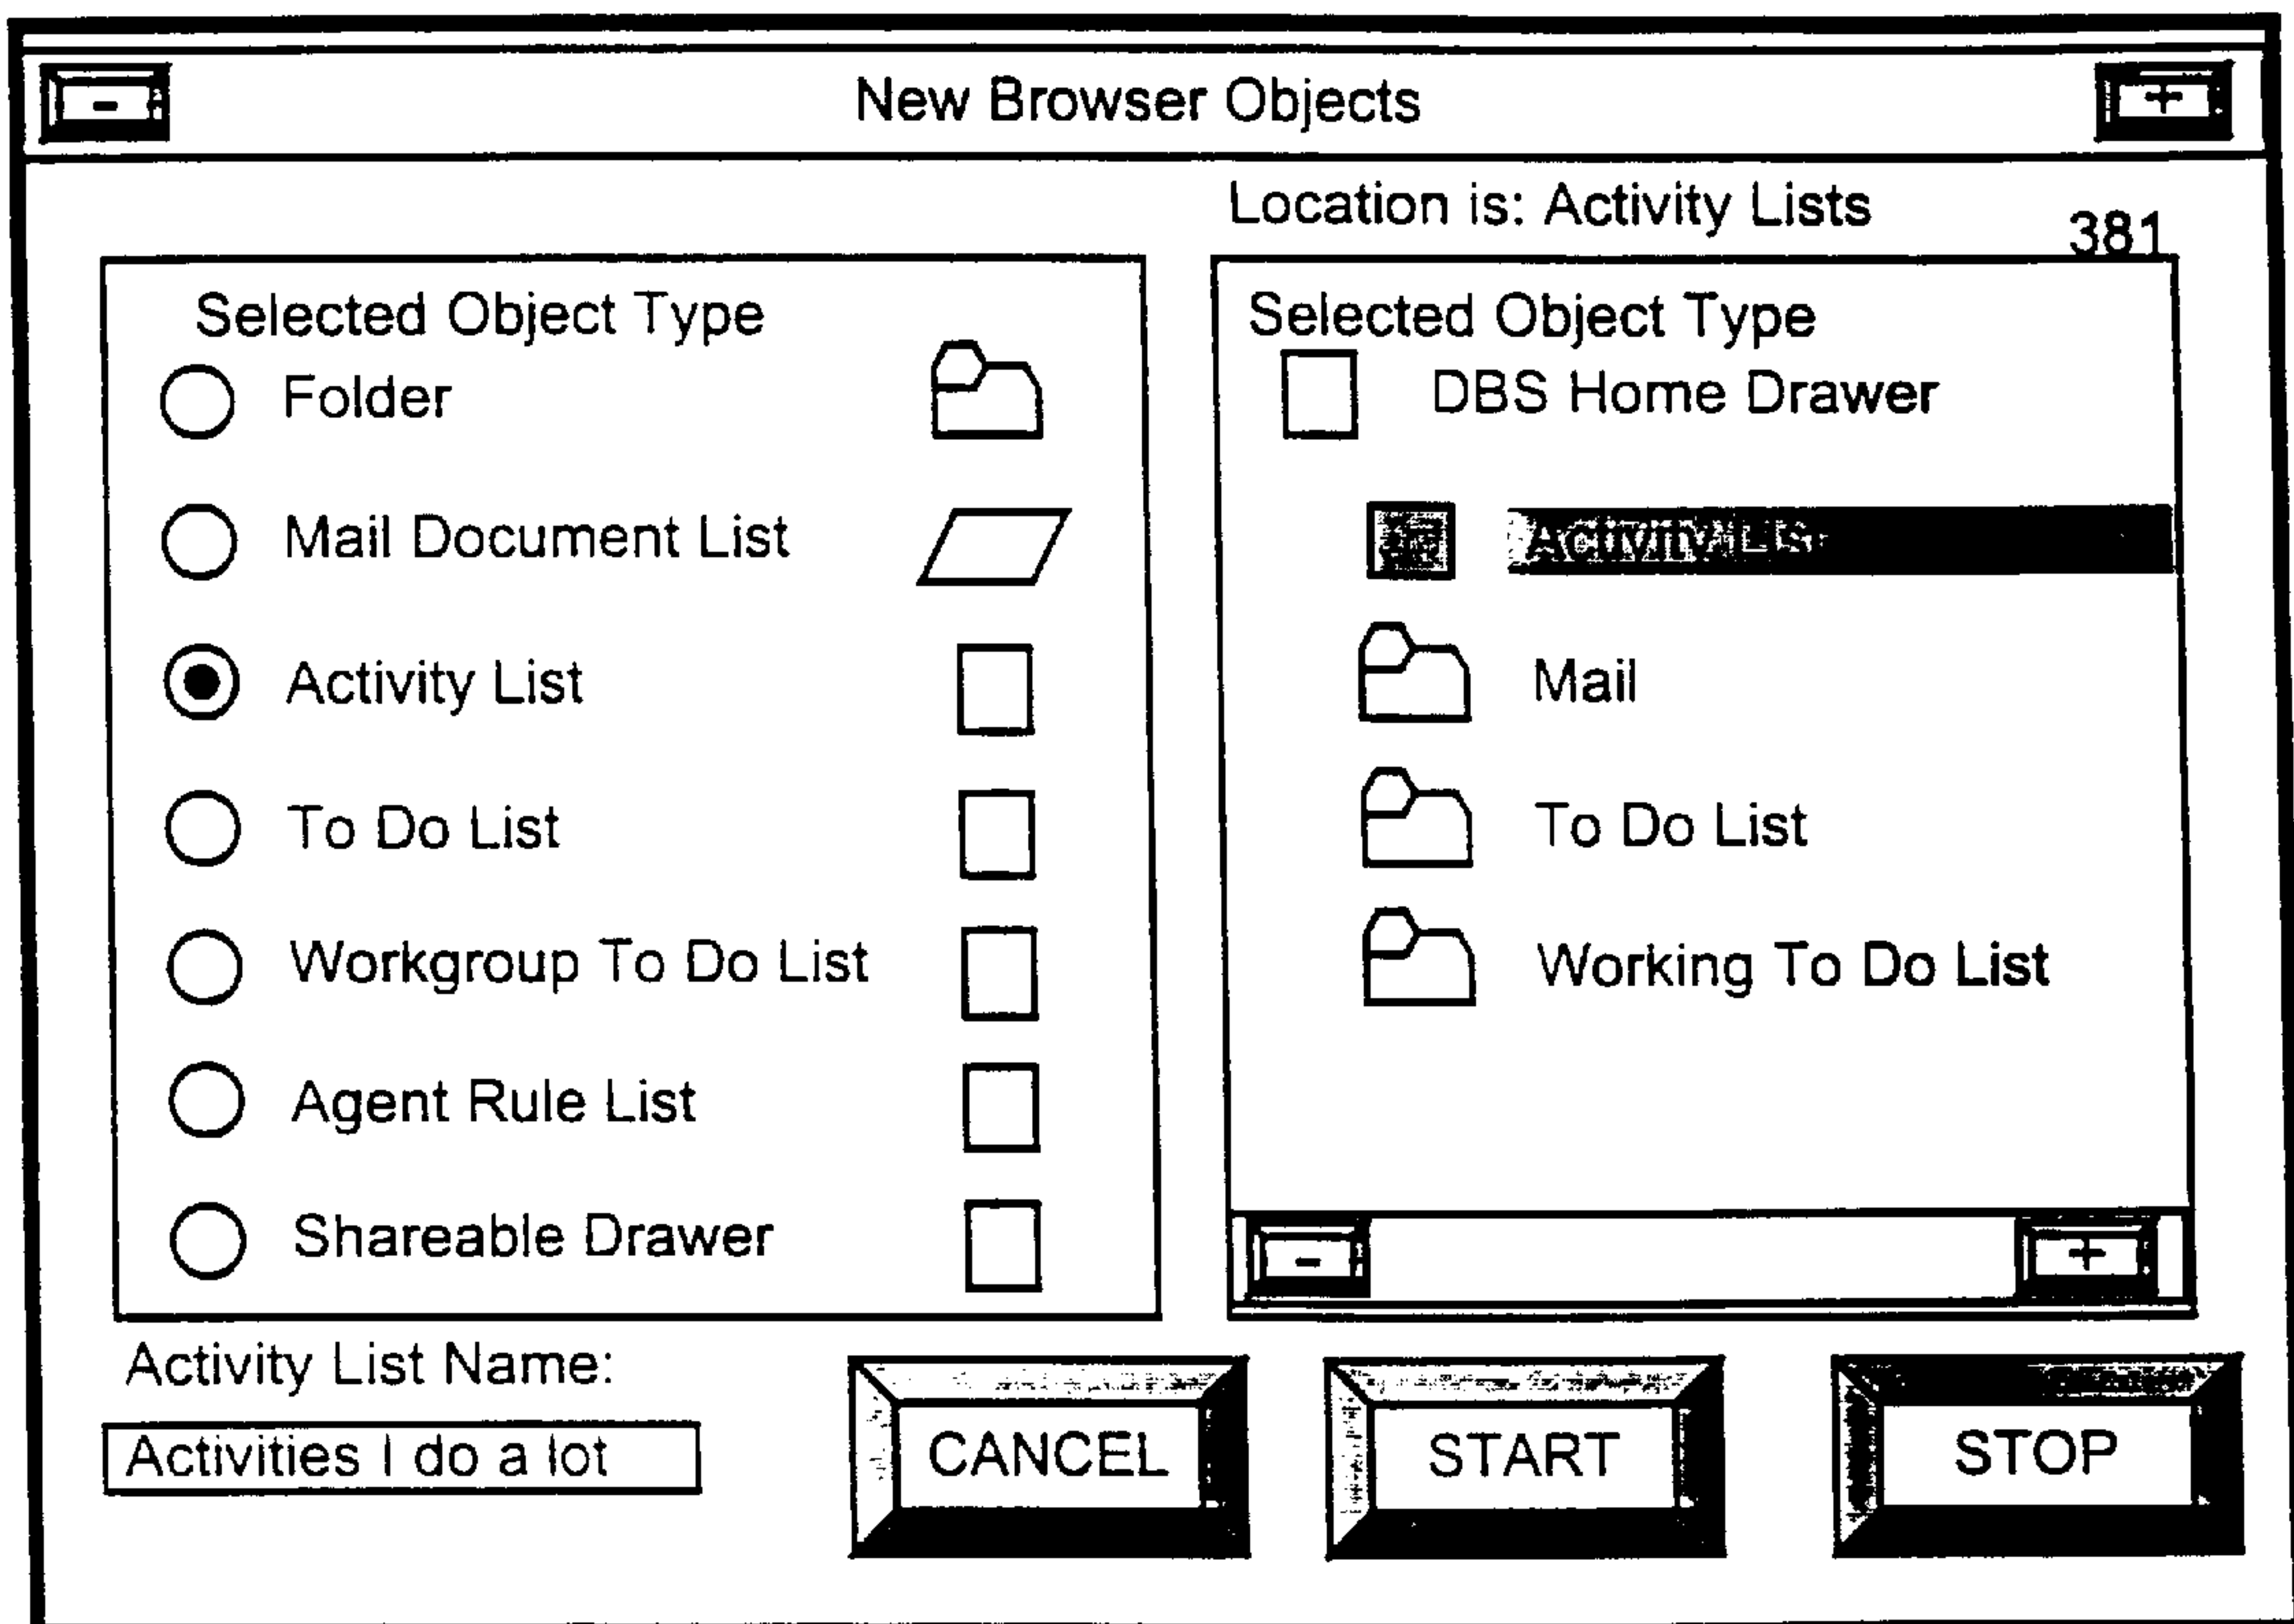 - New Browser Objects +
Location is: Activity Lists
381
Selected Object Type
Folder
Mail Document List
Activity List
To Do List
Workgroup To Do List
Agent Rule List
Shareable Drawer
Selected Object Type
DBS Home Drawer
Activity List
Mail
To Do List
Working To Do List
- +
Activity List Name:
Activities I do a lot
CANCEL START STOP